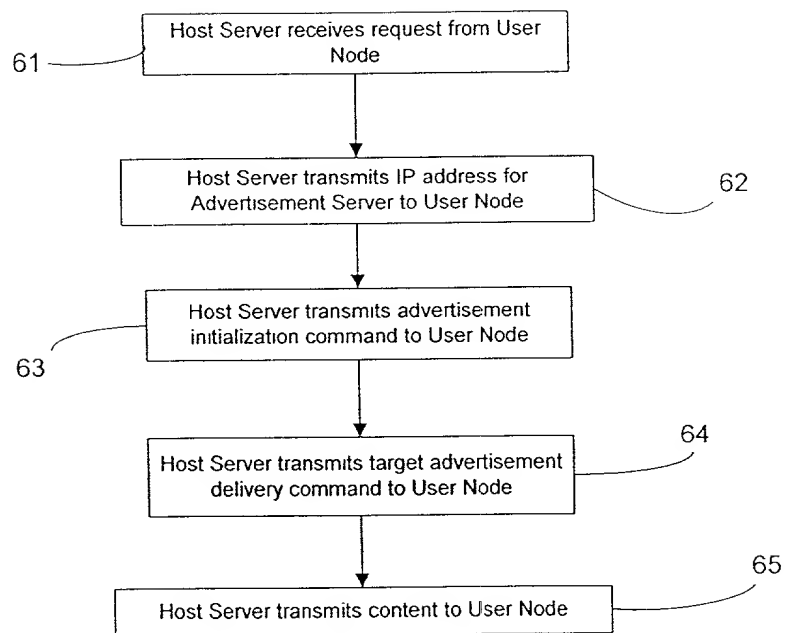 Host Server receives request from User
Node
61
Host Server transmits IP address for
Advertisement Server to User Node
62
Host Server transmits advertisement
initialization command to User Node
63
Host Server transmits target advertisement
delivery command to User Node
64
Host Server transmits content to User Node
65